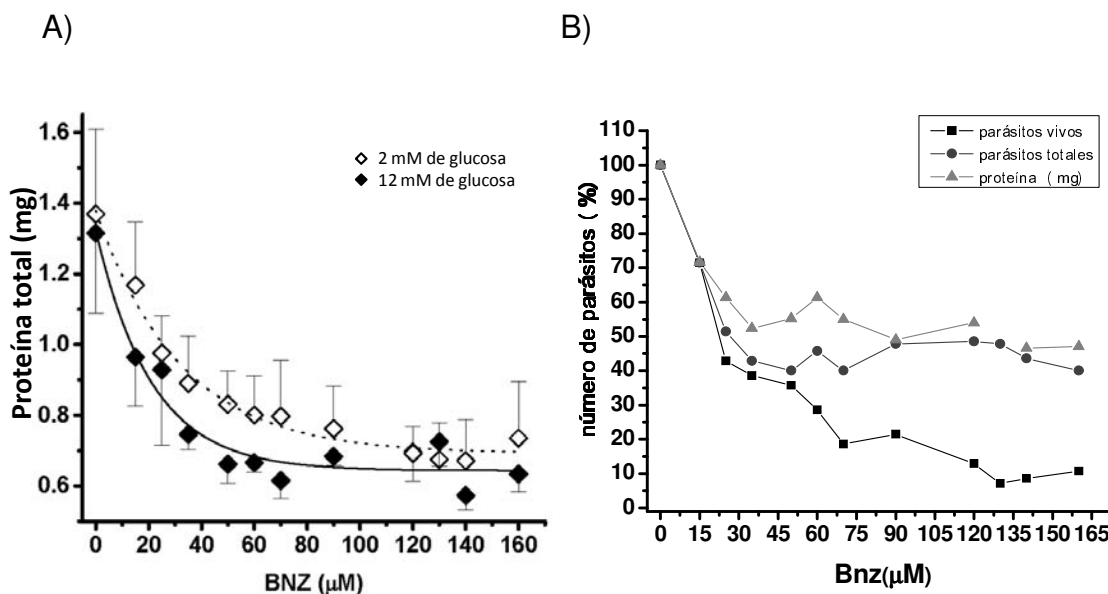 A)
B)
Proteína total (mg)
1.6
1.4
1.2
1.0
0.8
0.6
2 mM de glucosa
12 mM de glucosa
0 20 40 60 80 100 120 140 160
BNZ (μM)
número de parásitos ( %)
110
100
90
80
70
60
50
40
30
20
10
0
parásitos vivos
parásitos totales
proteína ( mg)
0 15 30 45 60 75 90 105 120 135 150 165
Bnz(μM)